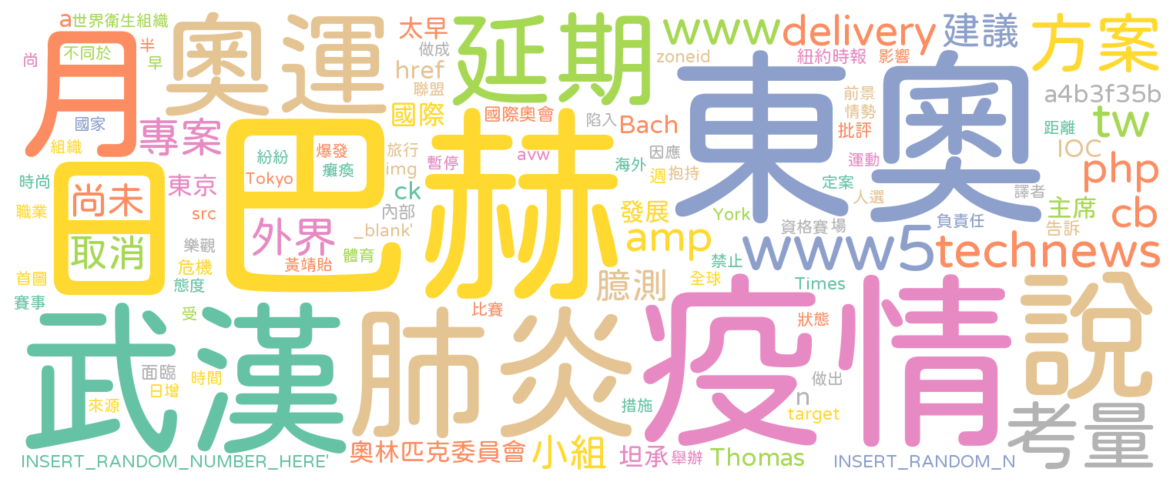 a世界衛生組織
月
奧運
太早
延期
www
delivery
建議
方案
不同於
半
早
尚
做成
href
聯盟
zoneid
紐約時報
影響
國家
組織
專案
國際
國際奧會
陷入
Bach
東奧
前景
情勢
批評
a4b3f35b
tw
距離
IOC
紛紛
爆發
癱瘓
Tokyo
旅行
img
暫停
avw
因應
海外
週
抱持
運動
php
譯者
時尚
日
尚未
取消
東京
巴赫
ck
內部
_blank'
發展
York
定案
人選
主席
cb
職業
src
外界
amp
資格賽
場
負責任
告訴
樂觀
黃靖貽
體育
www5
technews
首圖
危機
態度
臆測
禁止
全球
Times
賽事
受
比賽
狀態
說
武漢
肺炎
疫情
面臨
日增
時間
來源
措施
做出
n
target
考量
INSERT_RANDOM_NUMBER_HERE'
奧林匹克委員會
小組
坦承
舉辦
Thomas
INSERT_RANDOM_N